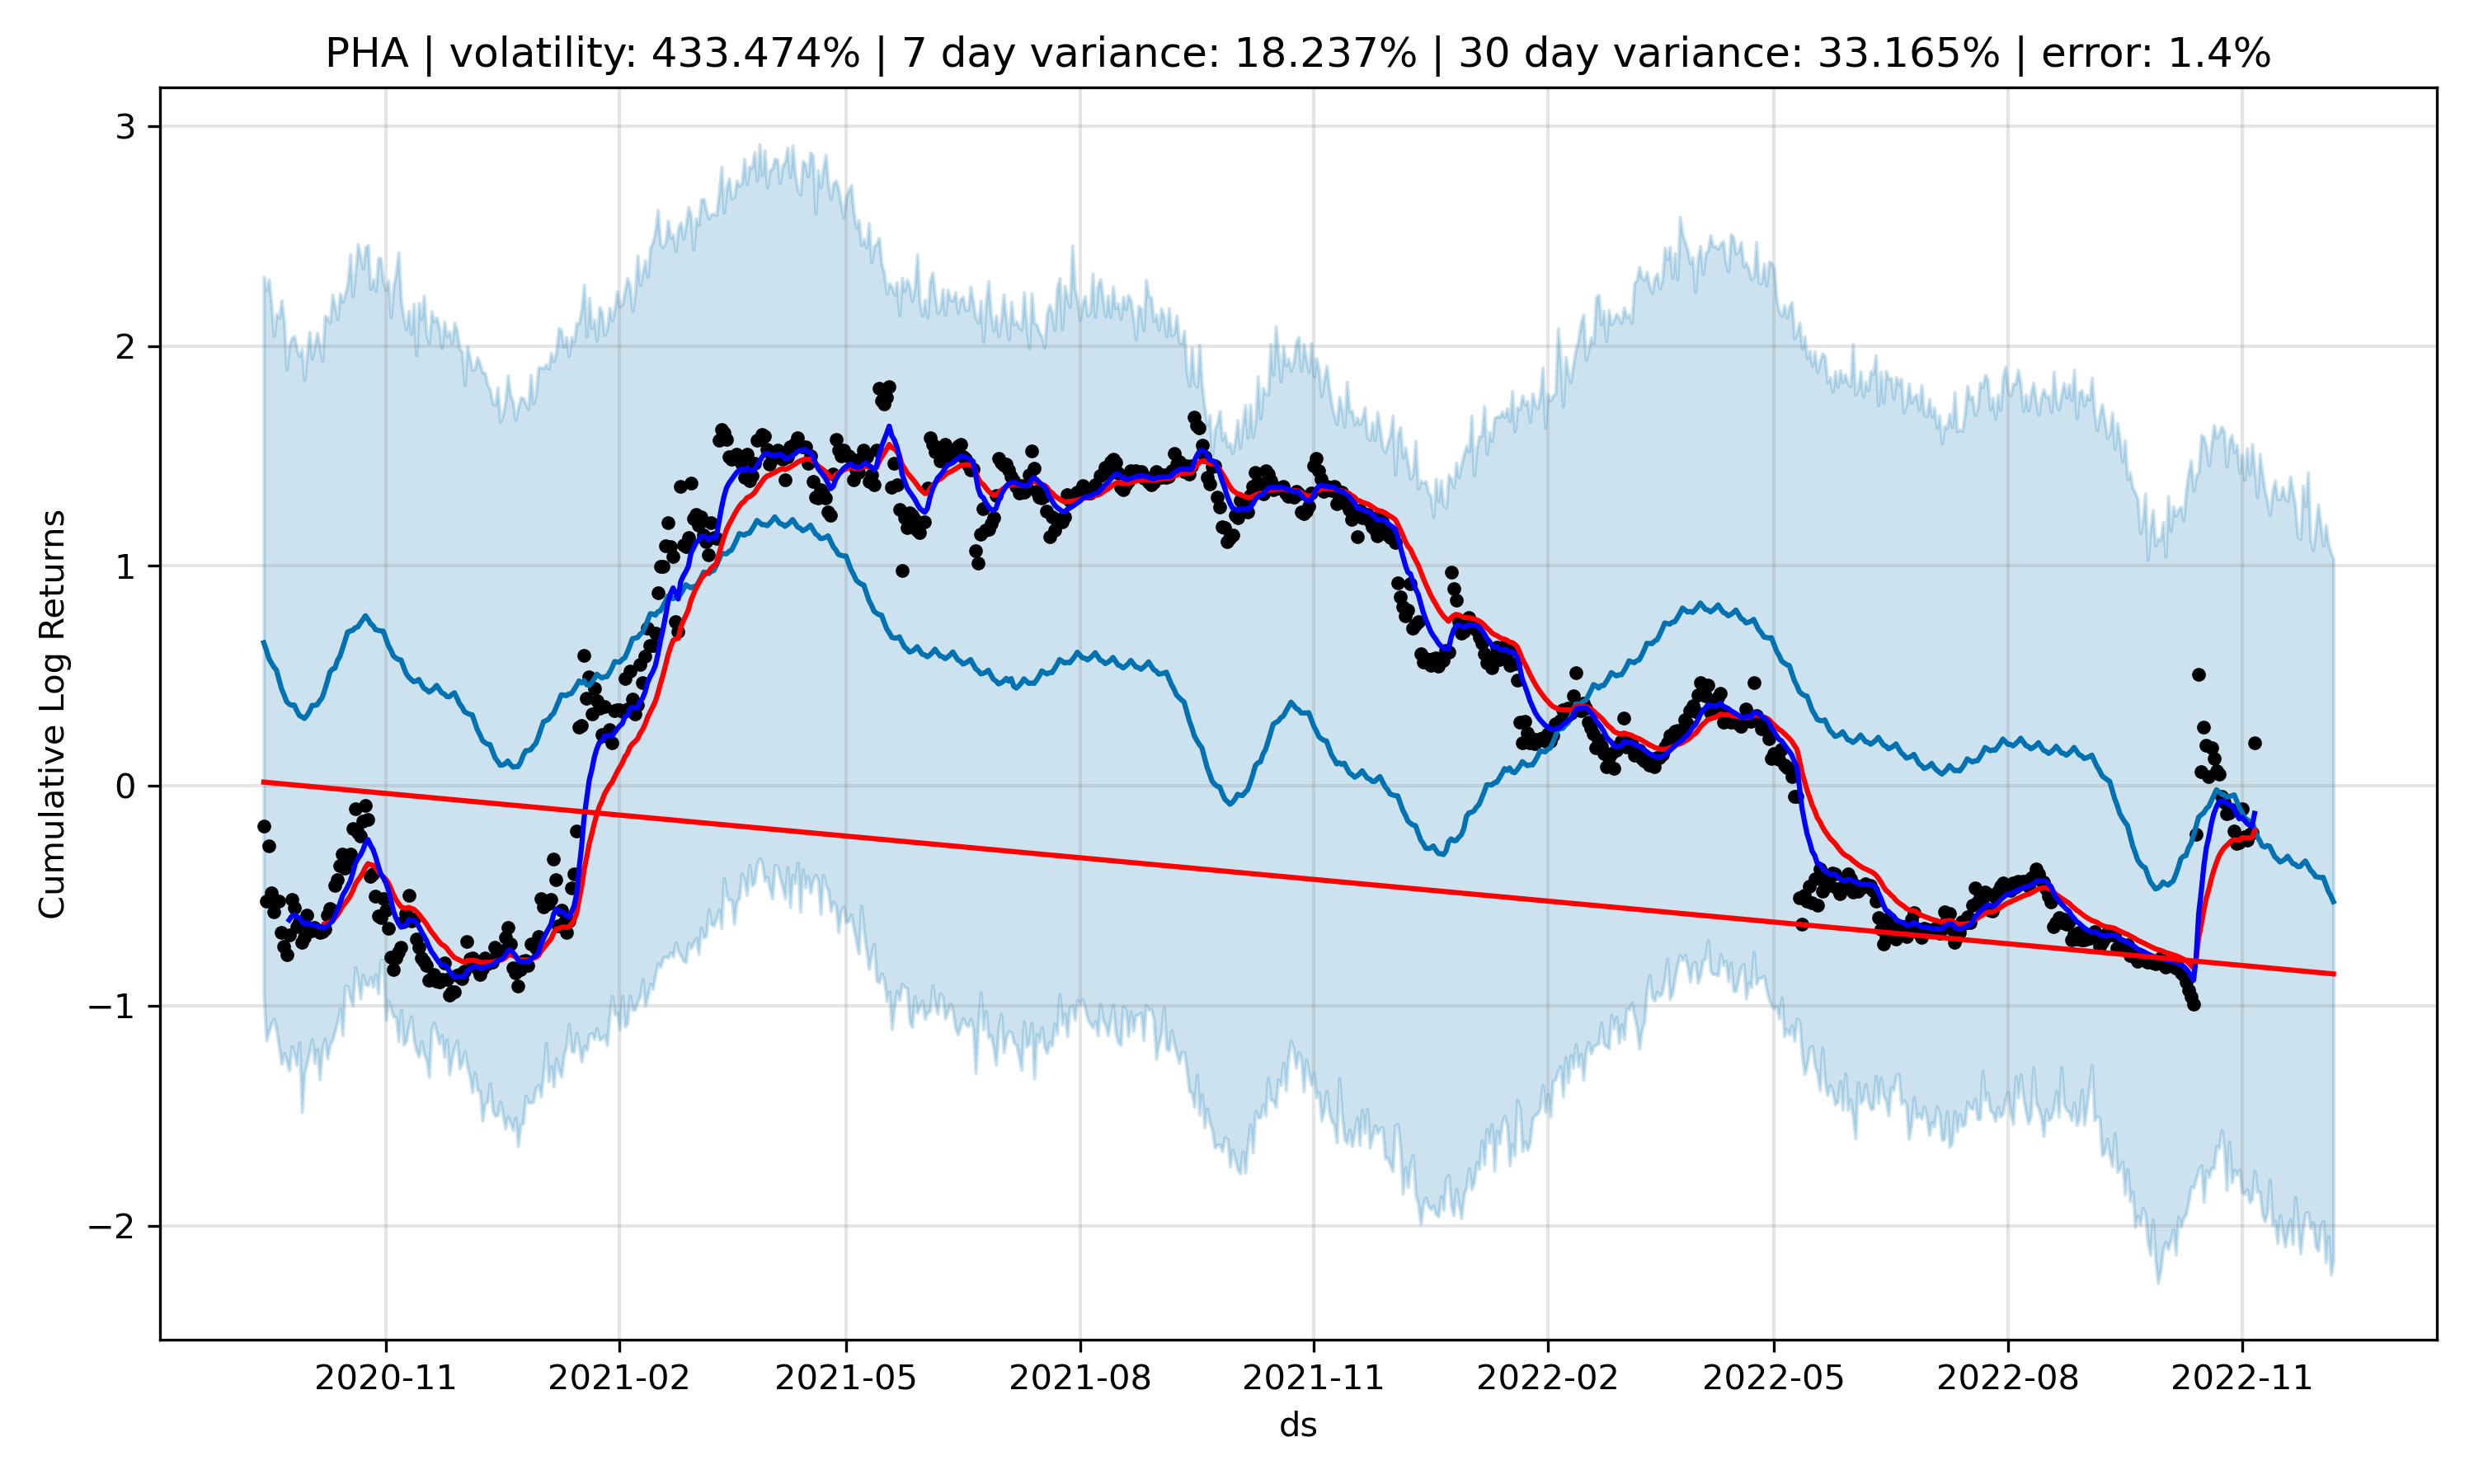 PHA | volatility: 433.474% | 7 day variance: 18.237% | 30 day variance: 33.165% | error: 1.4%
Cumulative Log Returns
3
2
1
0
−1
−2
2020-11 2021-02 2021-05 2021-08 2021-11 2022-02 2022-05 2022-08 2022-11
ds